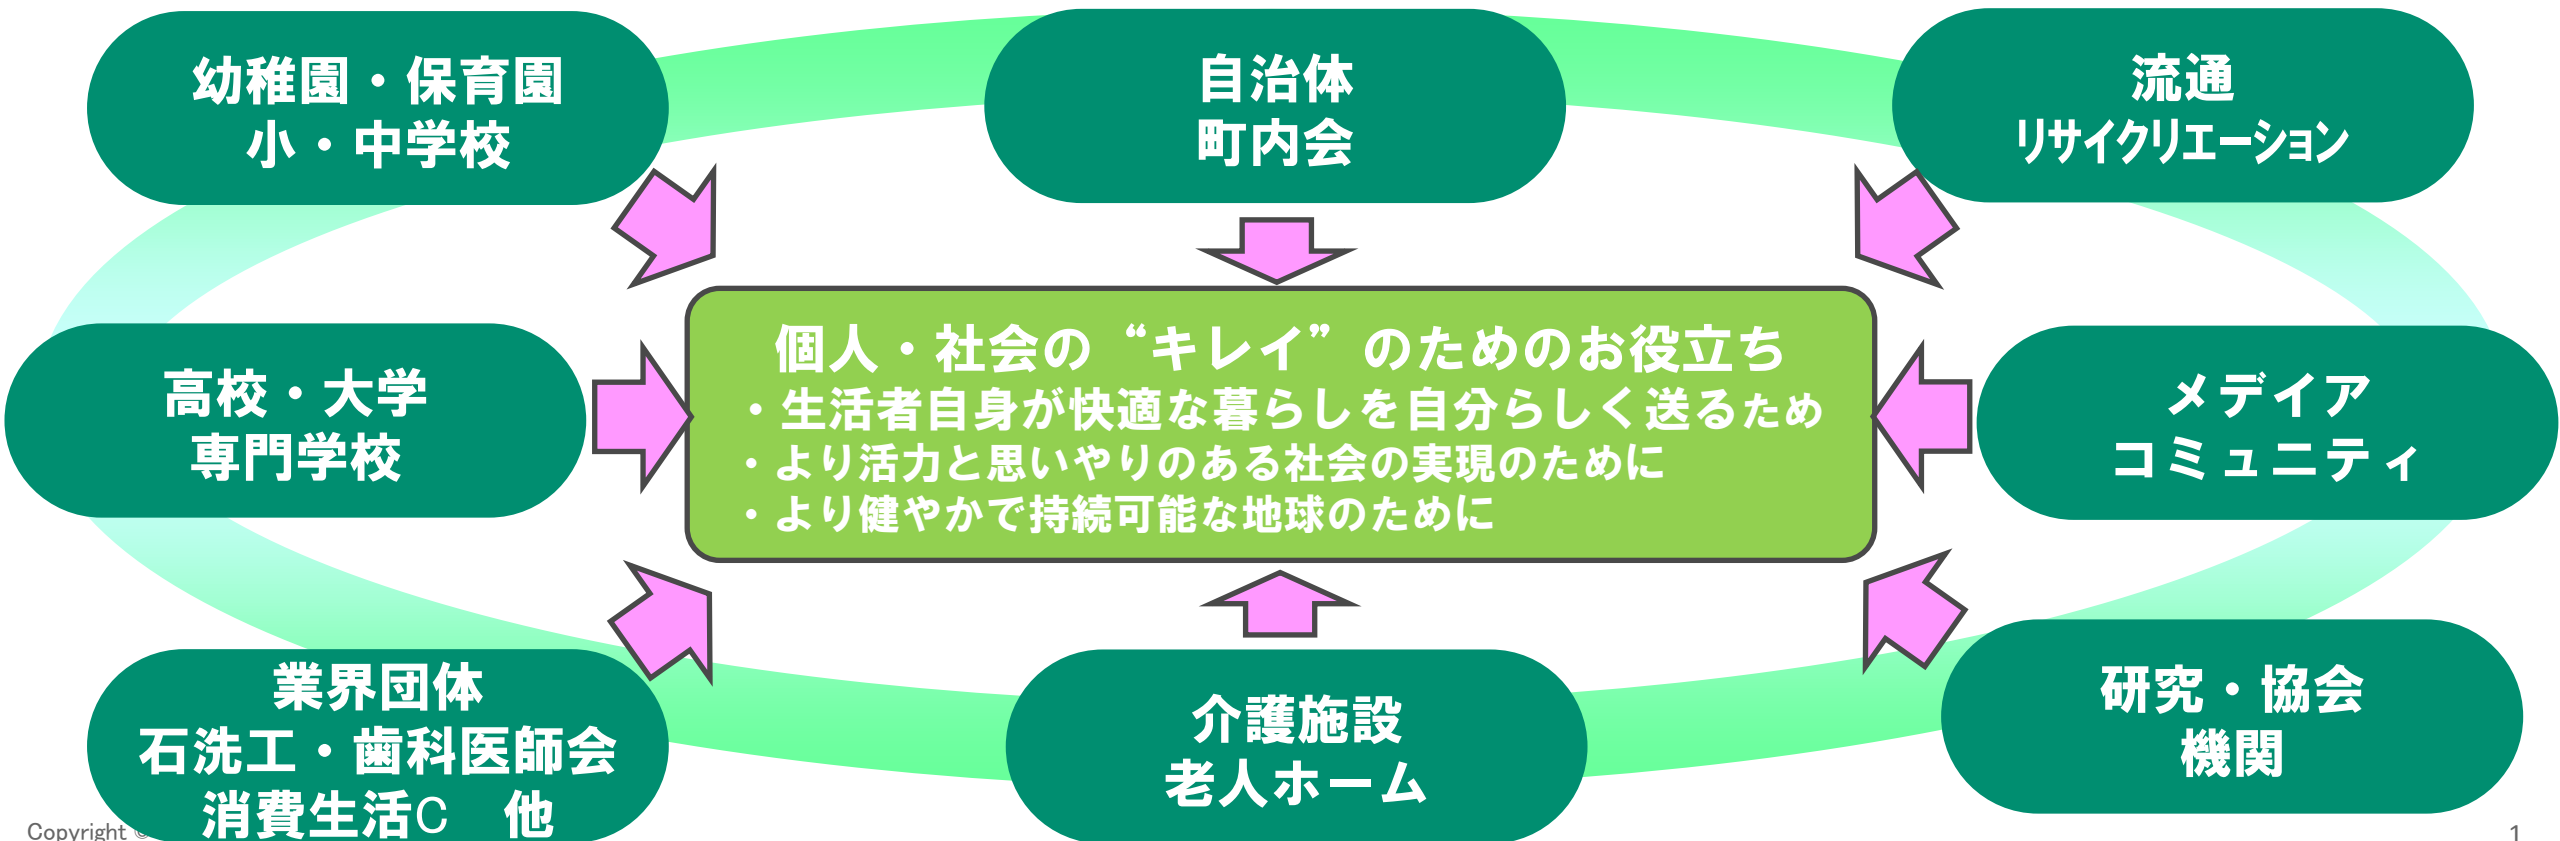 幼稚園・保育園
小・中学校
自治体
町内会
流通
リサイクリエーション
高校・大学
専門学校
個人・社会の“キレイ”のためのお役立ち
・生活者自身が快適な暮らしを自分らしく送るため
・より活力と思いやりのある社会の実現のために
・より健やかで持続可能な地球のために
メデイア
コミュニティ
業界団体
石洗工・歯科医師会
消費生活C　他
介護施設
老人ホーム
研究・協会
機関
Copyright ©
1